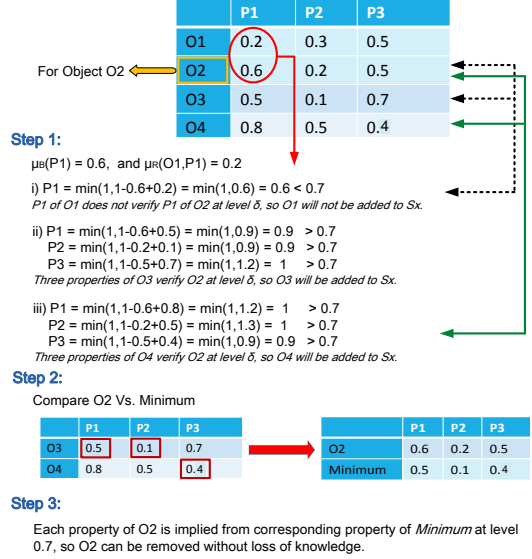 P1 P2 P3
O1 0.2 0.3 0.5
O2 0.6 0.2 0.5
O3 0.5 0.1 0.7
O4 0.8 0.5 0.4
For Object O2
Step 1:
μB(P1) = 0.6, and μR(O1,P1) = 0.2
i) P1 = min(1,1-0.6+0.2) = min(1,0.6) = 0.6 < 0.7
P1 of O1 does not verify P1 of O2 at level δ, so O1 will not be added to Sx.
ii) P1 = min(1,1-0.6+0.5) = min(1,0.9) = 0.9 > 0.7
P2 = min(1,1-0.2+0.1) = min(1,0.9) = 0.9 > 0.7
P3 = min(1,1-0.5+0.7) = min(1,1.2) = 1 > 0.7
Three properties of O3 verify O2 at level δ, so O3 will be added to Sx.
iii) P1 = min(1,1-0.6+0.8) = min(1,1.2) = 1 > 0.7
P2 = min(1,1-0.2+0.5) = min(1,1.3) = 1 > 0.7
P3 = min(1,1-0.5+0.4) = min(1,0.9) = 0.9 > 0.7
Three properties of O4 verify O2 at level δ, so O4 will be added to Sx.
Step 2:
Compare O2 Vs. Minimum
P1 P2 P3
O3 0.5 0.1 0.7
O4 0.8 0.5 0.4
P1 P2 P3
O2 0.6 0.2 0.5
Minimum 0.5 0.1 0.4
Step 3:
Each property of O2 is implied from corresponding property of Minimum at level
0.7, so O2 can be removed without loss of knowledge.